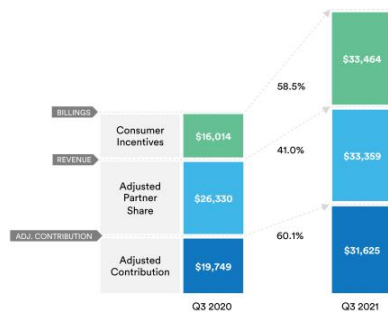 $33,464
58.5%
BILLINGS
Consumer
Incentives
$16,014
41.0%
REVENUE
$33,359
Adjusted
Partner
Share
$26,330
ADJ. CONTRIBUTION
60.1%
Adjusted
Contribution
$19,749
$31,625
Q3 2020
Q3 2021